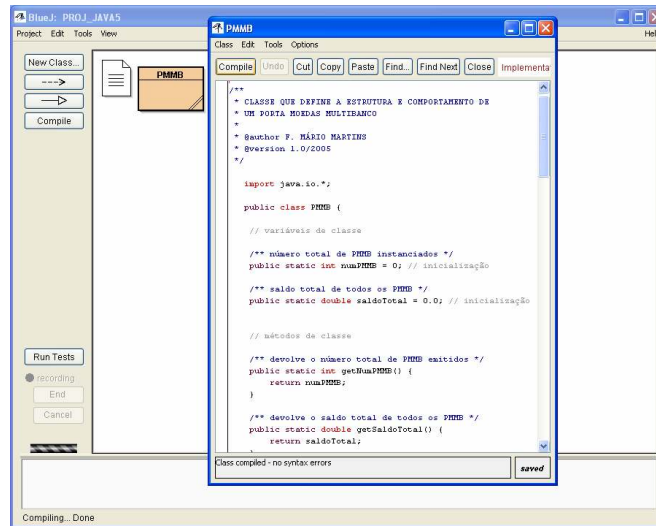 BlueJ: PROJ_JAVA5
Project Edit Tools View
Hel
New Class...
Compile
PMMB
Run Tests
recording
End
Cancel
Compiling... Done
PMMB
Class Edit Tools Options
Compile Undo Cut Copy Paste Find... Find Next Close Implementa
/**
* CLASSE QUE DEFINE A ESTRUTURA E COMPORTAMENTO DE
* UM PORTA MOEDAS MULTIBANCO
*
* @author F. MÁRIO MARTINS
* @version 1.0/2005
*/
import java.io.*;
public class PMMB {
// variáveis de classe
/** número total de PMMB instanciados */
public static int numPMMB = 0; // inicialização
/** saldo total de todos os PMMB */
public static double saldoTotal = 0.0; // inicialização
// métodos de classe
/** devolve o número total de PMMB emitidos */
public static int getNumPMMB() {
return numPMMB;
}
/** devolve o saldo total de todos os PMMB */
public static double getSaldoTotal() {
return saldoTotal;
Class compiled - no syntax errors
saved